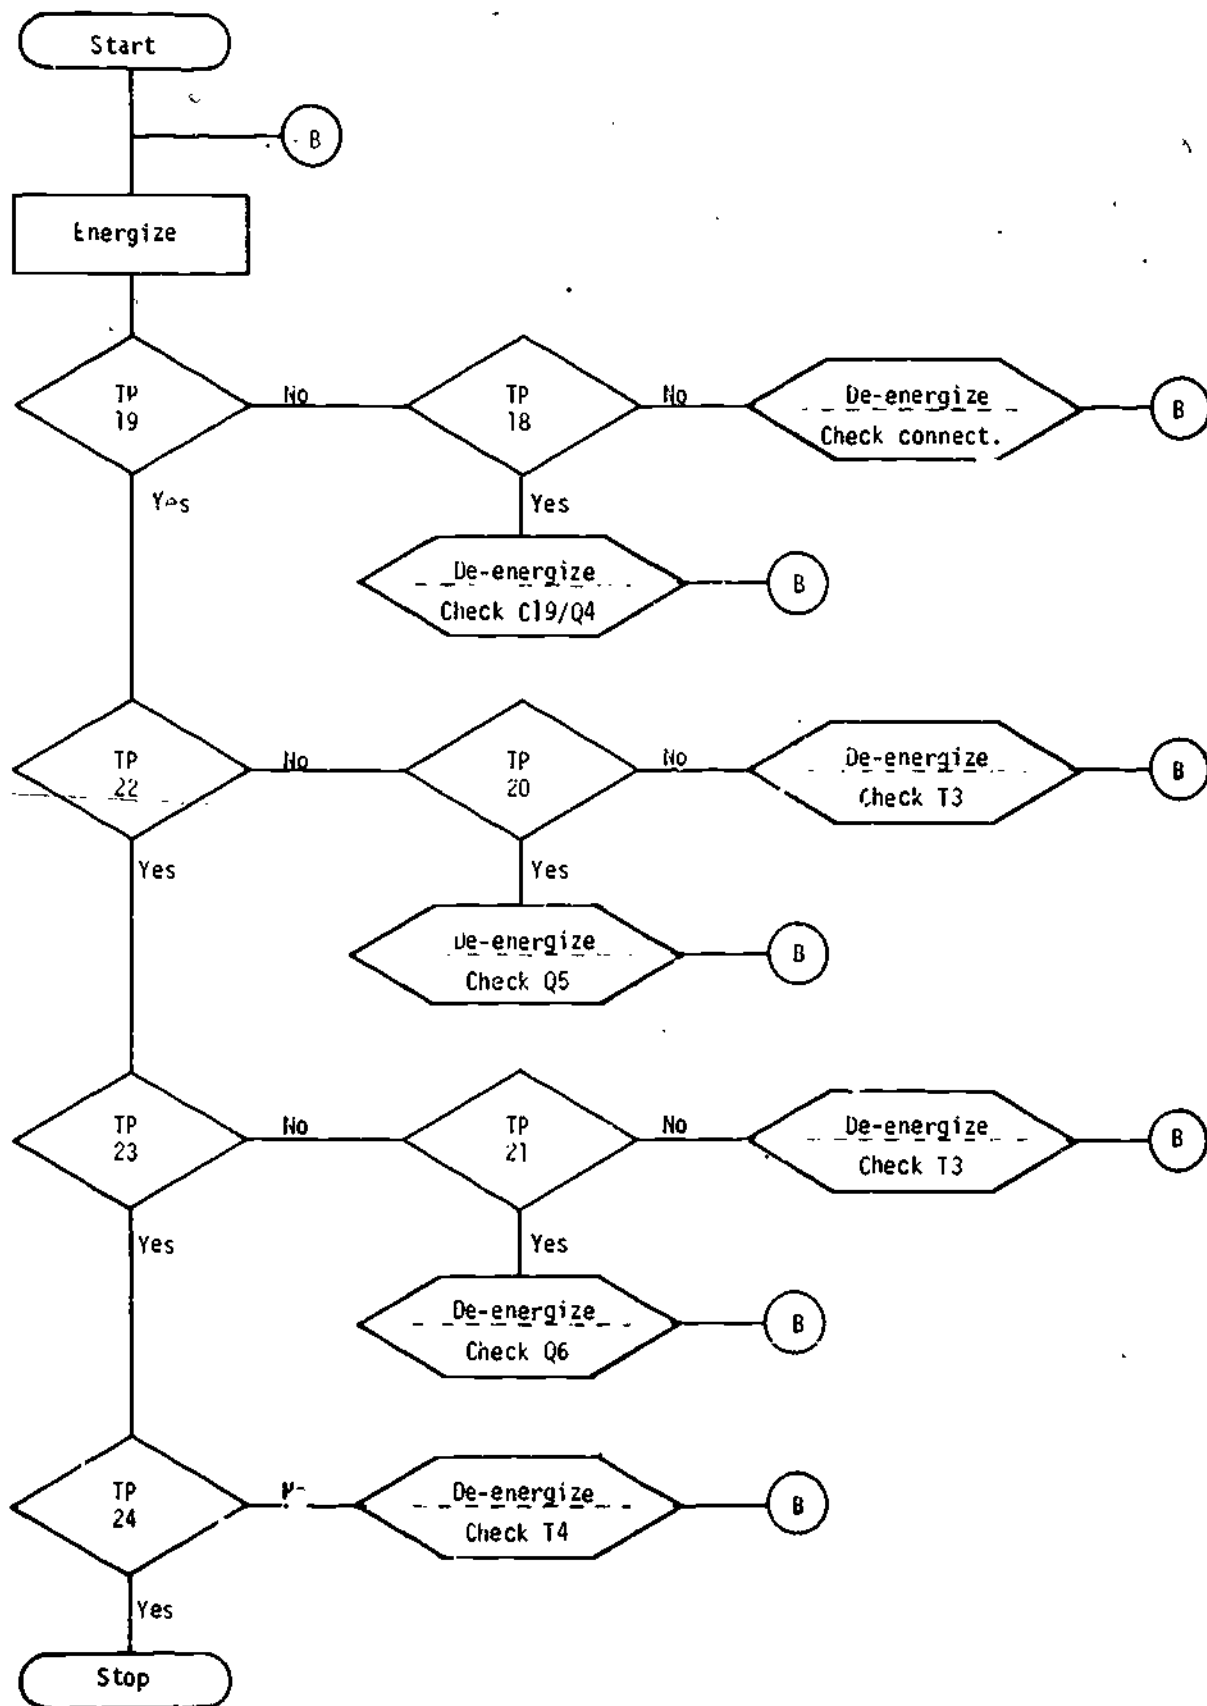 Start
B
Energize
TP
19
No
TP
18
No
De-energize
Check connect.
B
Yes
Yes
De-energize
Check C19/Q4
B
TP
22
No
TP
20
No
De-energize
Check T3
B
Yes
Yes
De-energize
Check Q5
B
TP
23
No
TP
21
No
De-energize
Check T3
B
Yes
Yes
De-energize
Check Q6
B
TP
24
De-energize
Check T4
B
Yes
Stop